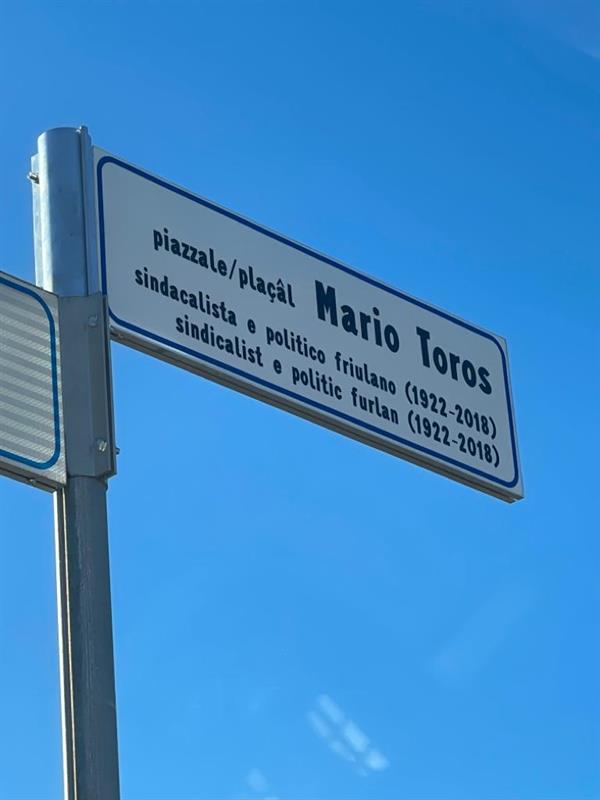 piazzale/plaçâl Mario Toros
sindacalista e politico friulano (1922-2018)
sindicalist e politic furlan (1922-2018)